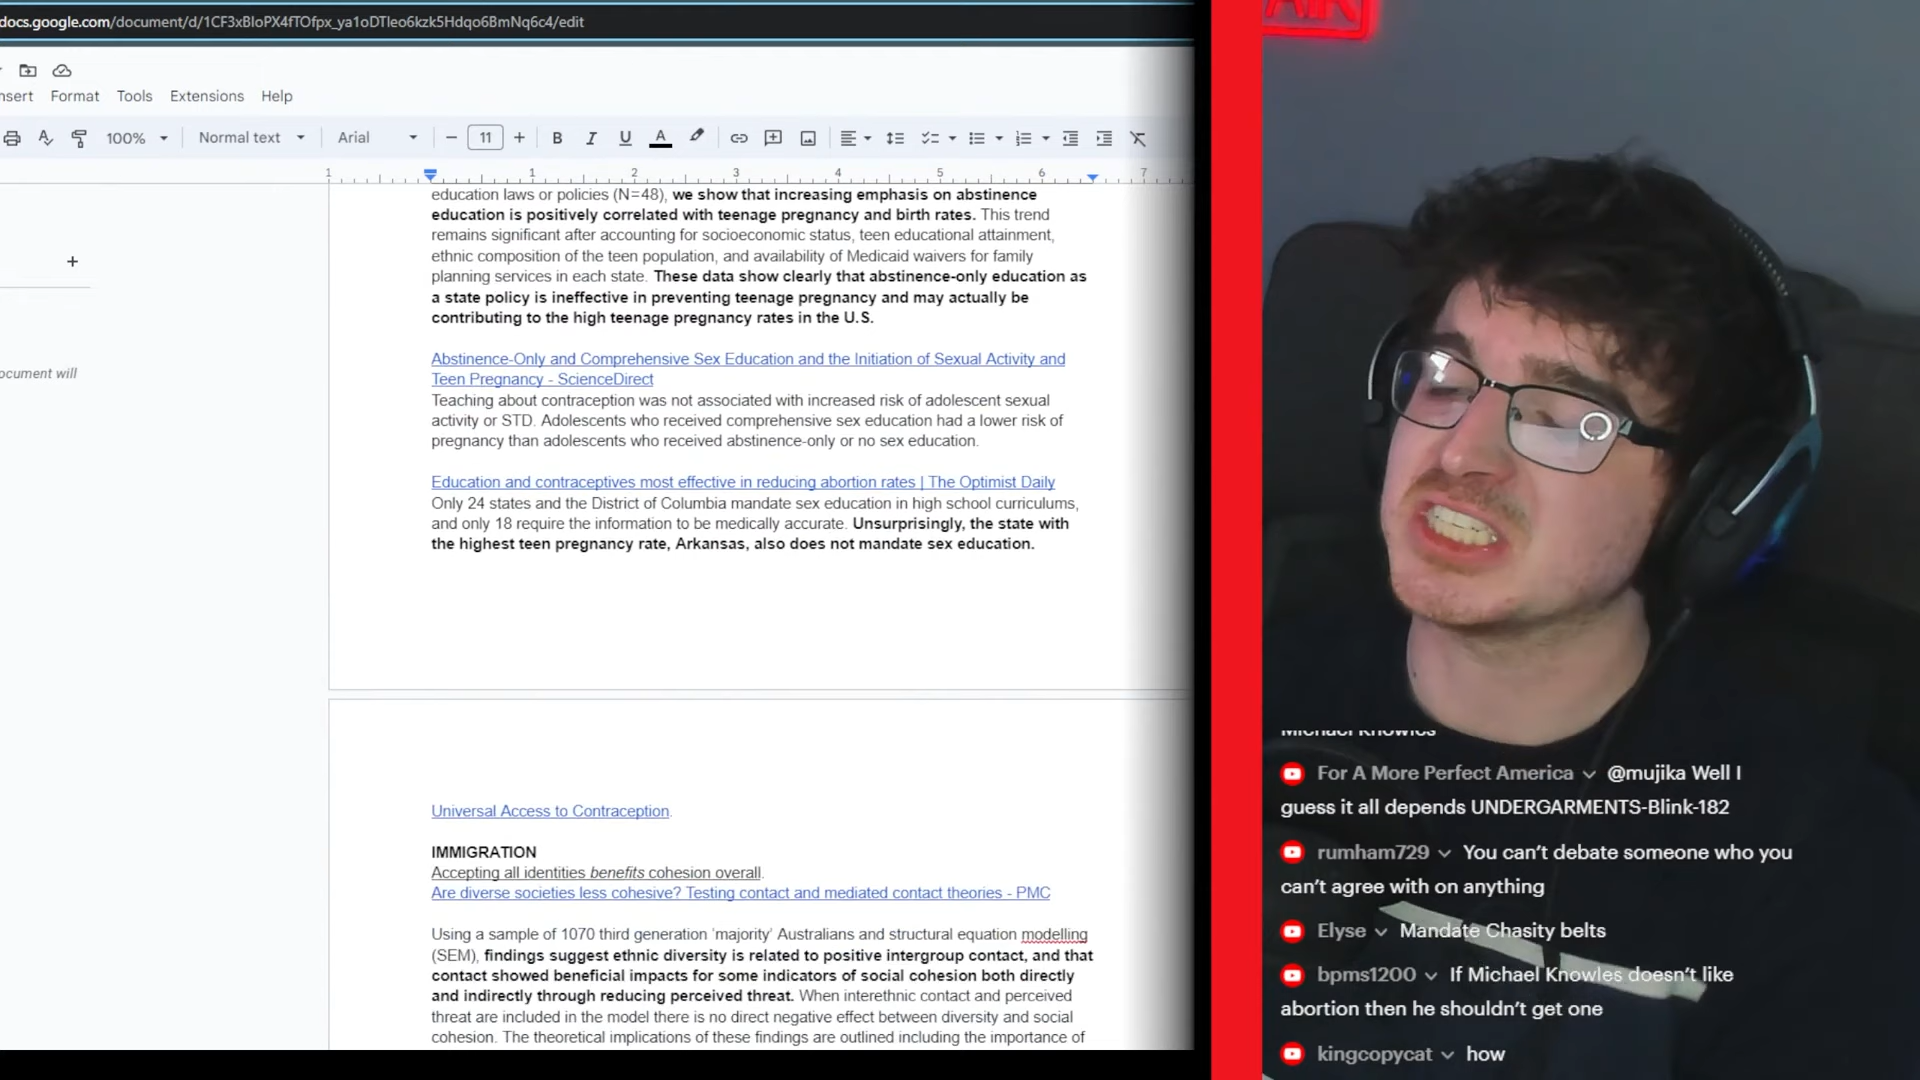 docs.google.com/document/d/1CF3xBIoPX4fTOfpx_ya1oDTleo6kzk5Hdqo6BmNq6c4/edit
nsert Format Tools Extensions Help
100% Normal text Arial 11 B I U A
1 1 2 3 4 5 6 7
education laws or policies (N=48), we show that increasing emphasis on abstinence
education is positively correlated with teenage pregnancy and birth rates. This trend
remains significant after accounting for socioeconomic status, teen educational attainment,
ethnic composition of the teen population, and availability of Medicaid waivers for family
planning services in each state. These data show clearly that abstinence-only education as
a state policy is ineffective in preventing teenage pregnancy and may actually be
contributing to the high teenage pregnancy rates in the U.S.
ocument will
Abstinence-Only and Comprehensive Sex Education and the Initiation of Sexual Activity and
Teen Pregnancy - ScienceDirect
Teaching about contraception was not associated with increased risk of adolescent sexual
activity or STD. Adolescents who received comprehensive sex education had a lower risk of
pregnancy than adolescents who received abstinence-only or no sex education.
Education and contraceptives most effective in reducing abortion rates | The Optimist Daily
Only 24 states and the District of Columbia mandate sex education in high school curriculums,
and only 18 require the information to be medically accurate. Unsurprisingly, the state with
the highest teen pregnancy rate, Arkansas, also does not mandate sex education.
Universal Access to Contraception.
IMMIGRATION
Accepting all identities benefits cohesion overall.
Are diverse societies less cohesive? Testing contact and mediated contact theories - PMC
Using a sample of 1070 third generation 'majority' Australians and structural equation modelling
(SEM), findings suggest ethnic diversity is related to positive intergroup contact, and that
contact showed beneficial impacts for some indicators of social cohesion both directly
and indirectly through reducing perceived threat. When interethnic contact and perceived
threat are included in the model there is no direct negative effect between diversity and social
cohesion. The theoretical implications of these findings are outlined including the importance of
AIR
Michael Knowles
For A More Perfect America @mujika Well I
guess it all depends UNDERGARMENTS-Blink-182
rumham729 You can't debate someone who you
can't agree with on anything
Elyse Mandate Chasity belts
bpms1200 If Michael Knowles doesn't like
abortion then he shouldn't get one
kingcopycat how